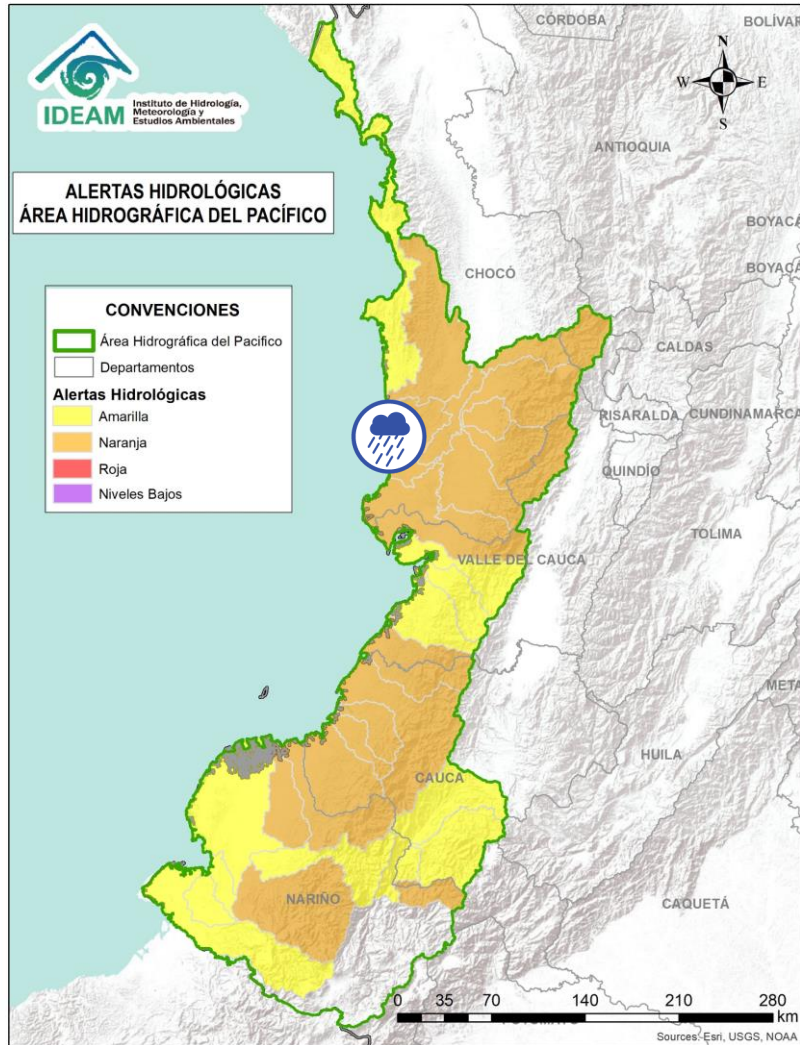 IDEAM
Instituto de Hidrología,
Meteorología y
Estudios Ambientales
ALERTAS HIDROLÓGICAS
ÁREA HIDROGRÁFICA DEL PACÍFICO
CONVENCIONES
Área Hidrográfica del Pacifico
Departamentos
Alertas Hidrológicas
Amarilla
Naranja
Roja
Niveles Bajos
CÓRDOBA
BOLÍVAR
N
W E
S
ANTIOQUIA
BOYACÁ
CHOCÓ
BOYACÁ
CALDAS
RISARALDA
CUNDINAMARCA
QUINDÍO
TOLIMA
VALLE DEL CAUCA
META
HUILA
CAUCA
NARIÑO
CAQUETÁ
0 35 70 140 210 280
km
Sources: Esri, USGS, NOAA